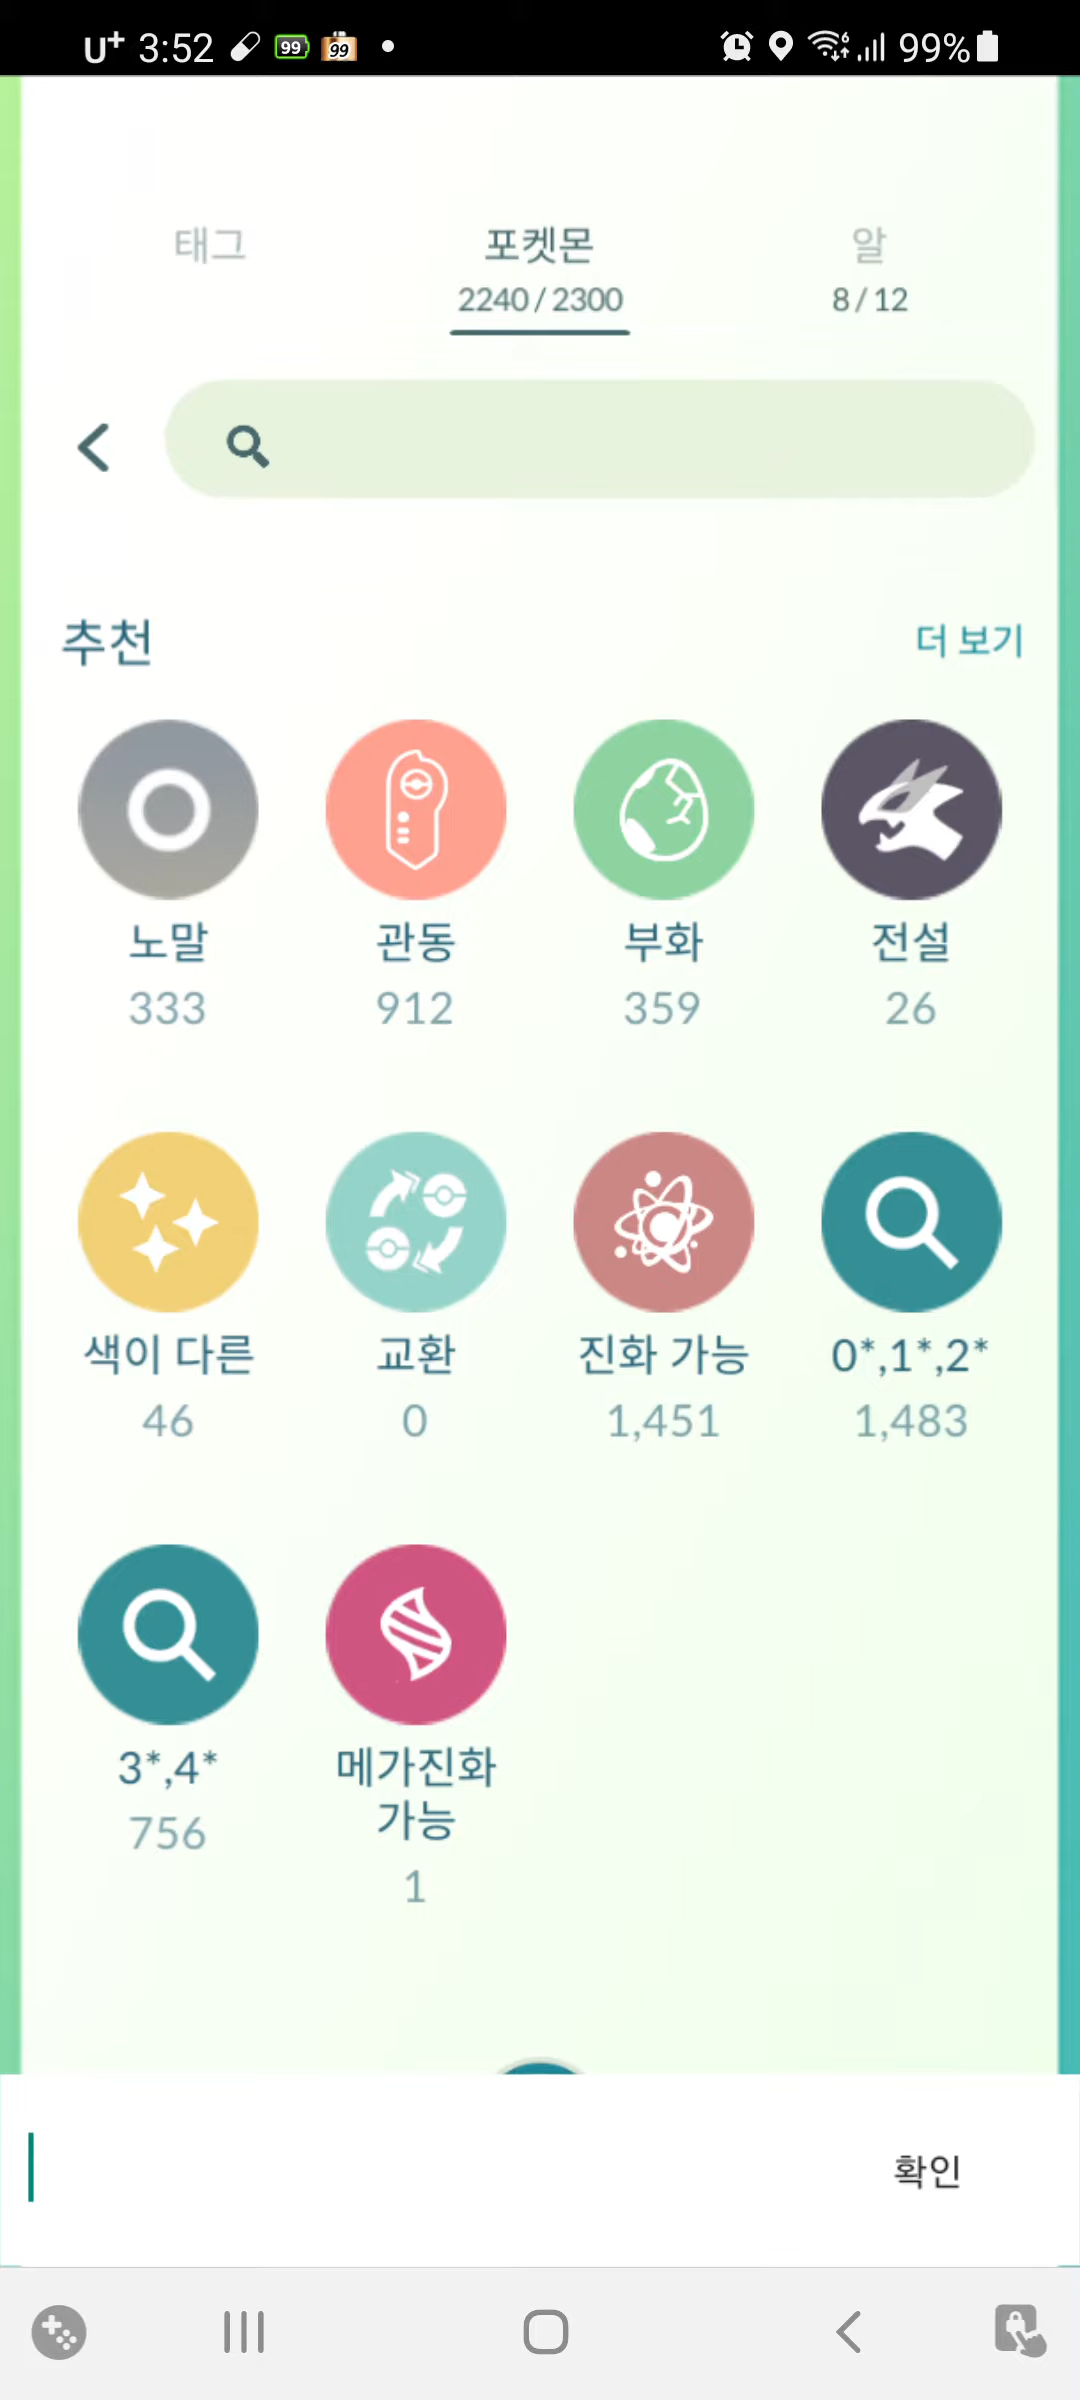 U+ 3:52 99 99 99%
태그 포켓몬 알
2240/2300 8/12
추천 더 보기
노말 관동 부화 전설
333 912 359 26
색이 다른 교환 진화 가능 0*,1*,2*
46 0 1,451 1,483
3*,4* 메가진화
가능
756
1
확인